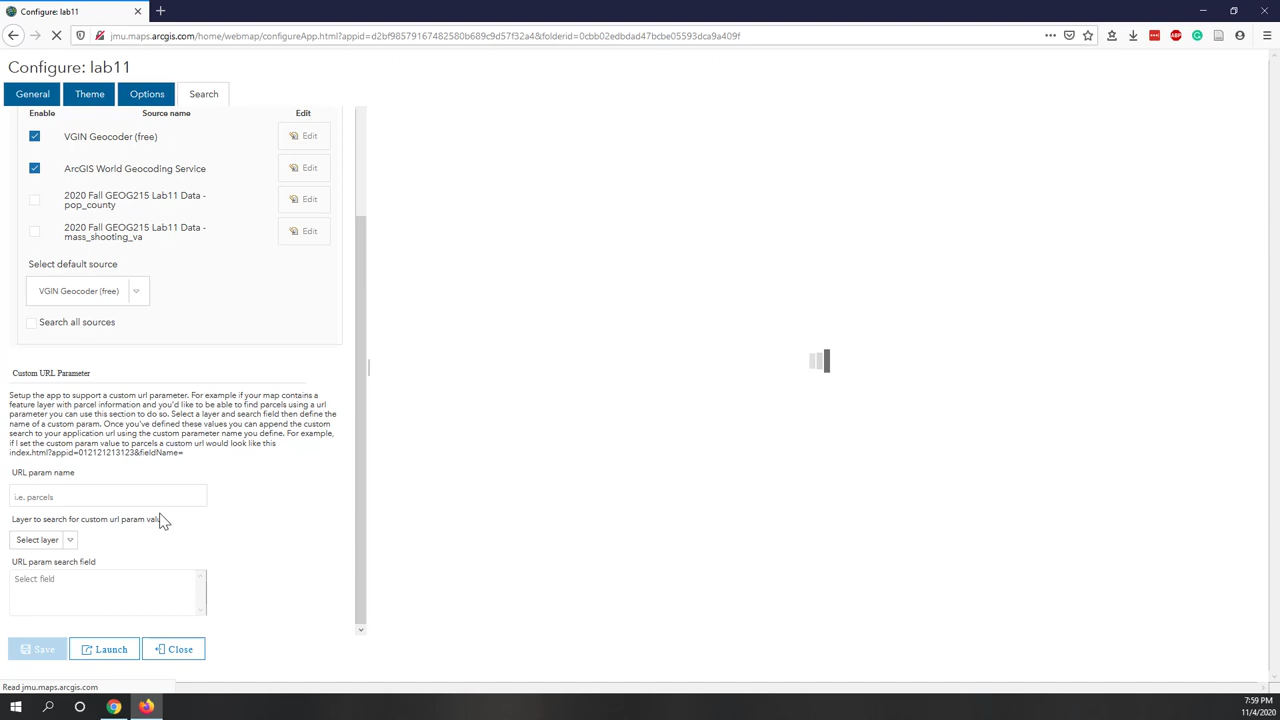 Configure: lab11
jmu.maps.arcgis.com/home/webmap/configureApp.html?appid=d2bf98579167482580b689c9d57f32a4&folderid=0cbb02edbdad47bcbe05593dca9a409f
Configure: lab11
General Theme Options Search
Enable Source name Edit
VGIN Geocoder (free) Edit
ArcGIS World Geocoding Service Edit
2020 Fall GEOG215 Lab11 Data -
pop_county Edit
2020 Fall GEOG215 Lab11 Data -
mass_shooting_va Edit
Select default source
VGIN Geocoder (free)
Search all sources
Custom URL Parameter
Setup the app to support a custom url parameter. For example if your map contains a
feature layer with parcel information and you'd like to be able to find parcels using a url
parameter you can use this section to do so. Select a layer and search field then define the
name of a custom param. Once you've defined these values you can append the custom
search to your application url using the custom parameter name you define. For example,
if I set the custom param value to parcels a custom url would look like this
index.html?appid=012121213123&fieldName=
URL param name
i.e. parcels
Layer to search for custom url param value
Select layer
URL param search field
Select field
Save Launch Close
Read jmu.maps.arcgis.com
7:59 PM
11/4/2020